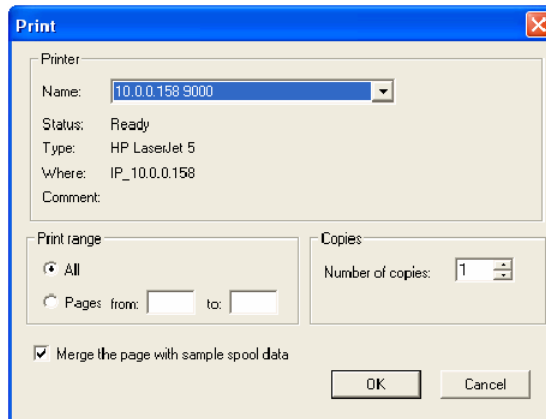 Print
Printer
Name: 10.0.0.158 9000
Status: Ready
Type: HP LaserJet 5
Where: IP_10.0.0.158
Comment:
Print range
All
Pages from: to:
Copies
Number of copies: 1
Merge the page with sample spool data
OK Cancel